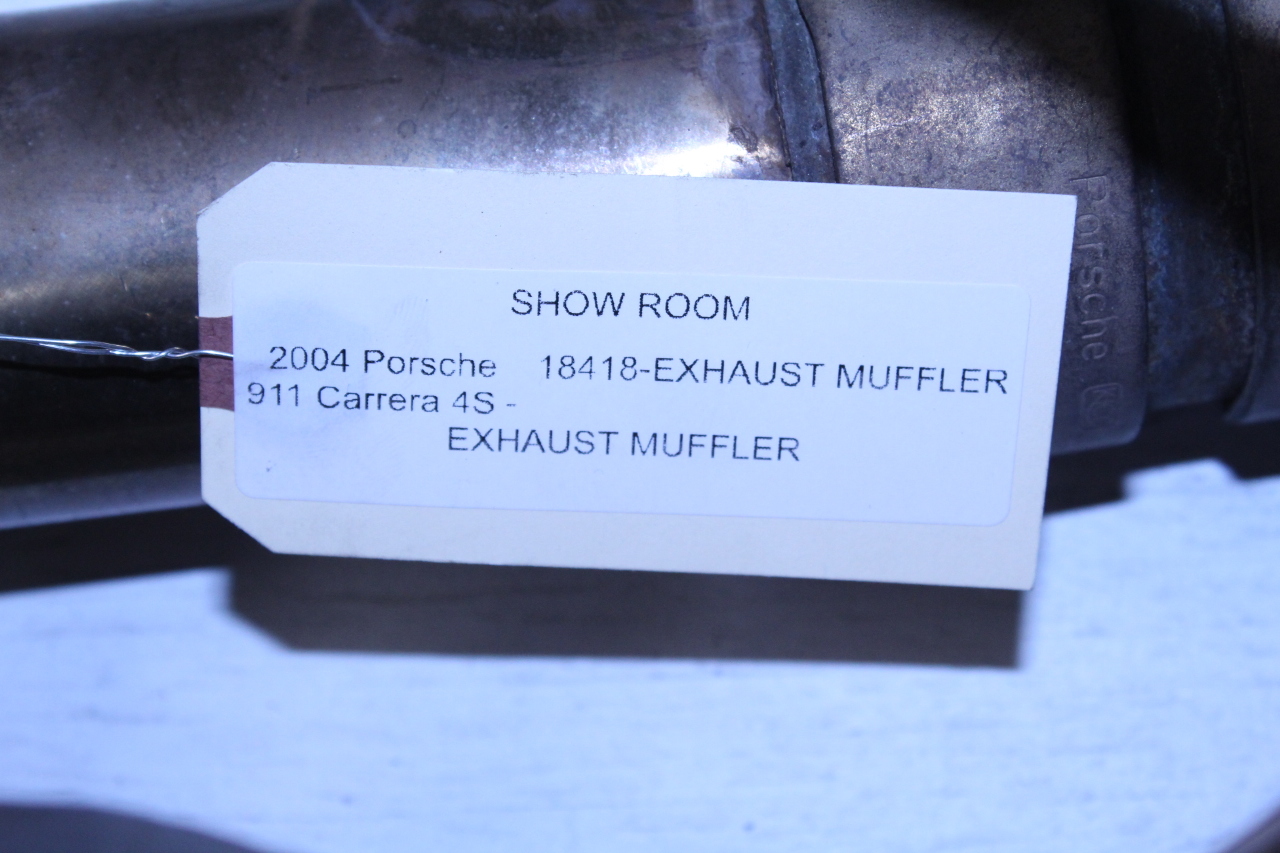 SHOW ROOM
2004 Porsche 18418-EXHAUST MUFFLER
911 Carrera 4S -
EXHAUST MUFFLER
Porsche